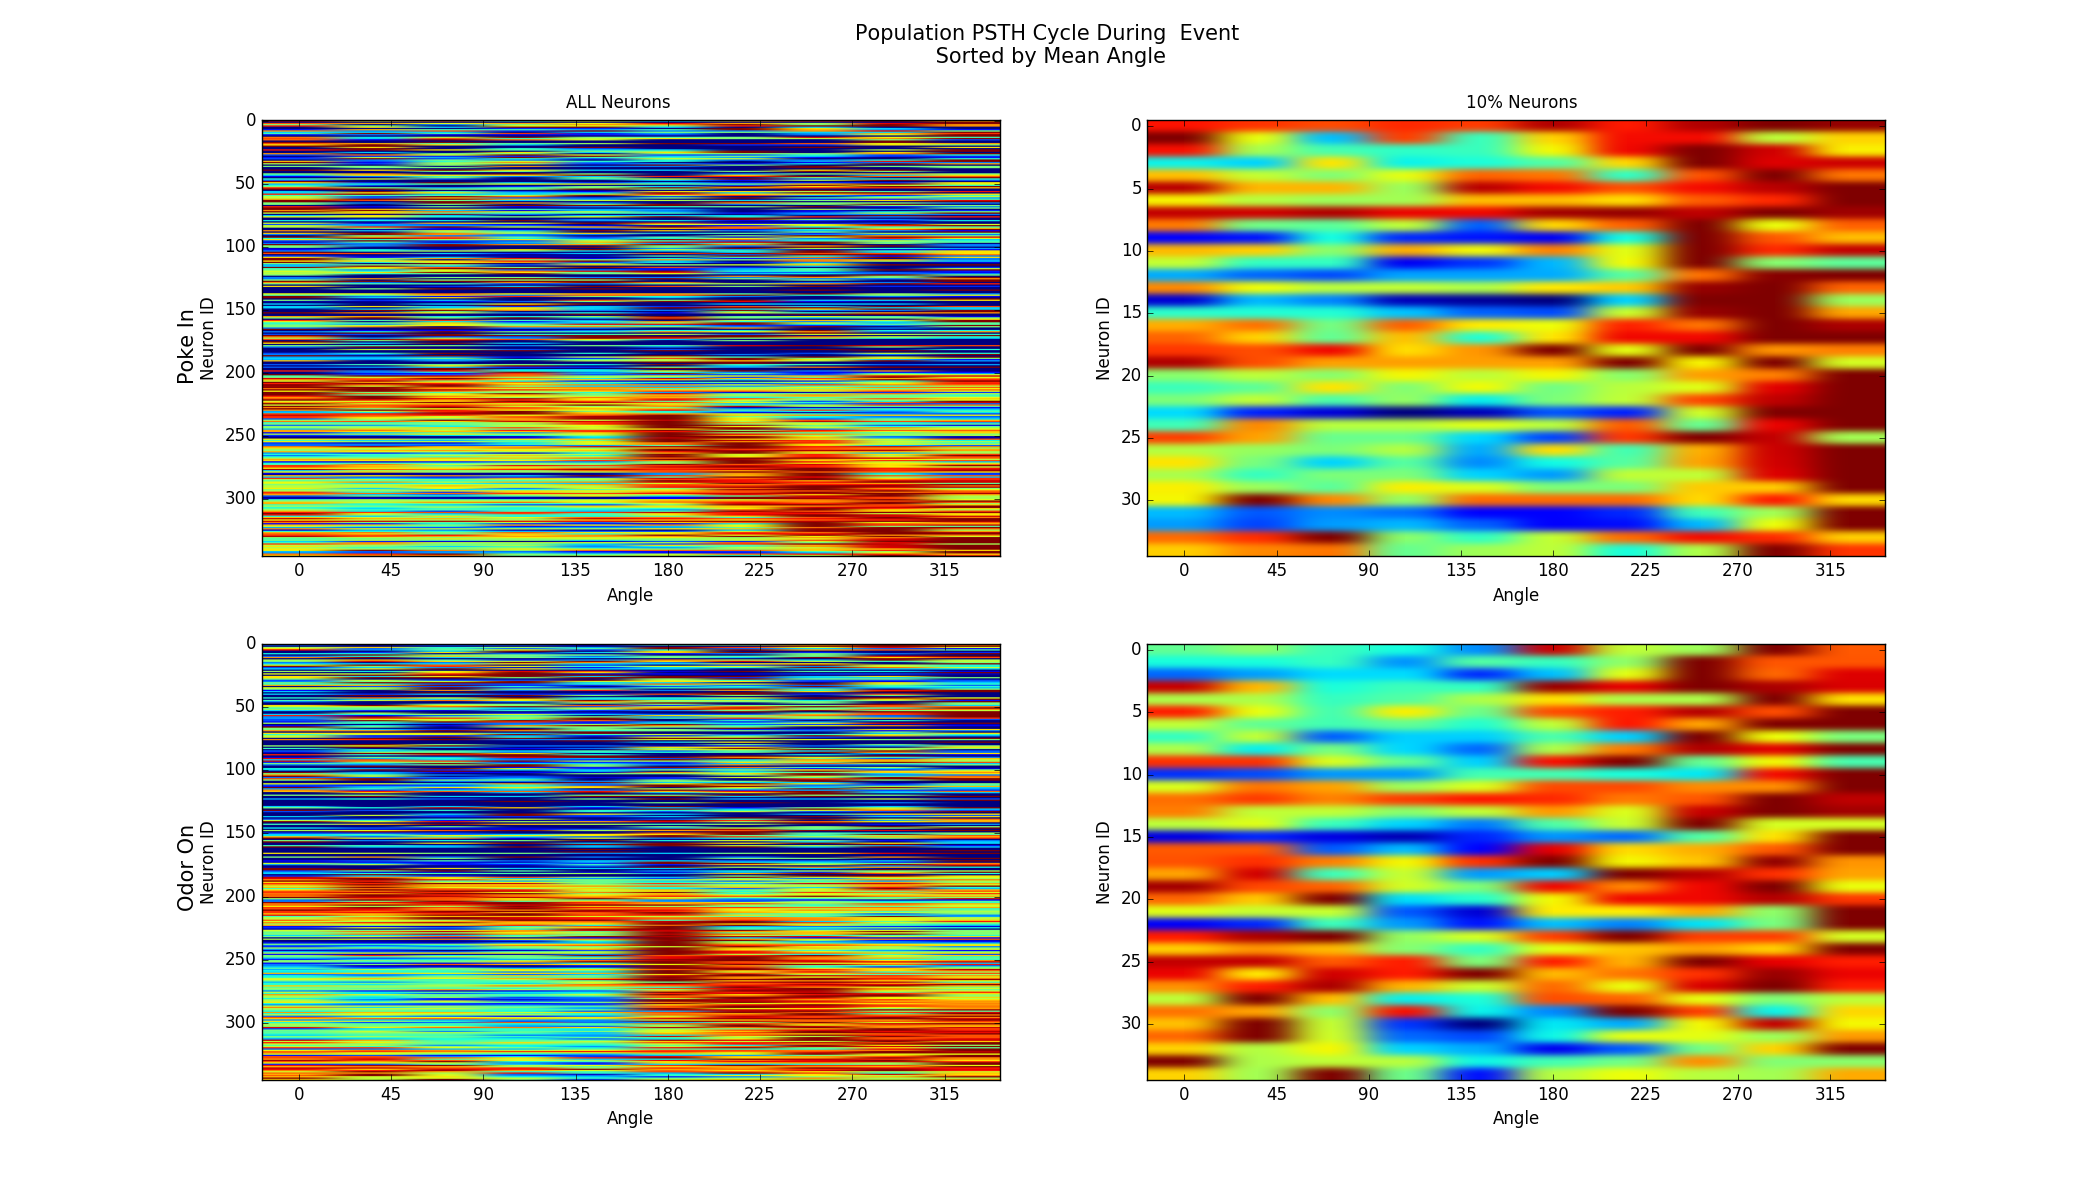 Population PSTH Cycle During  Event
Sorted by Mean Angle
ALL Neurons
10% Neurons
Poke In
Neuron ID
0
50
100
150
200
250
300
0 45 90 135 180 225 270 315
Angle
Neuron ID
0
5
10
15
20
25
30
0 45 90 135 180 225 270 315
Angle
Odor On
Neuron ID
0
50
100
150
200
250
300
0 45 90 135 180 225 270 315
Angle
Neuron ID
0
5
10
15
20
25
30
0 45 90 135 180 225 270 315
Angle